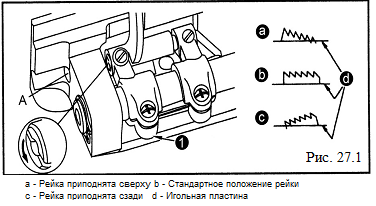 a
b
c
d
A
1
Рис. 27.1
a - Рейка приподнята сверху b - Стандартное положение рейки
c - Рейка приподнята сзади d - Игольная пластина